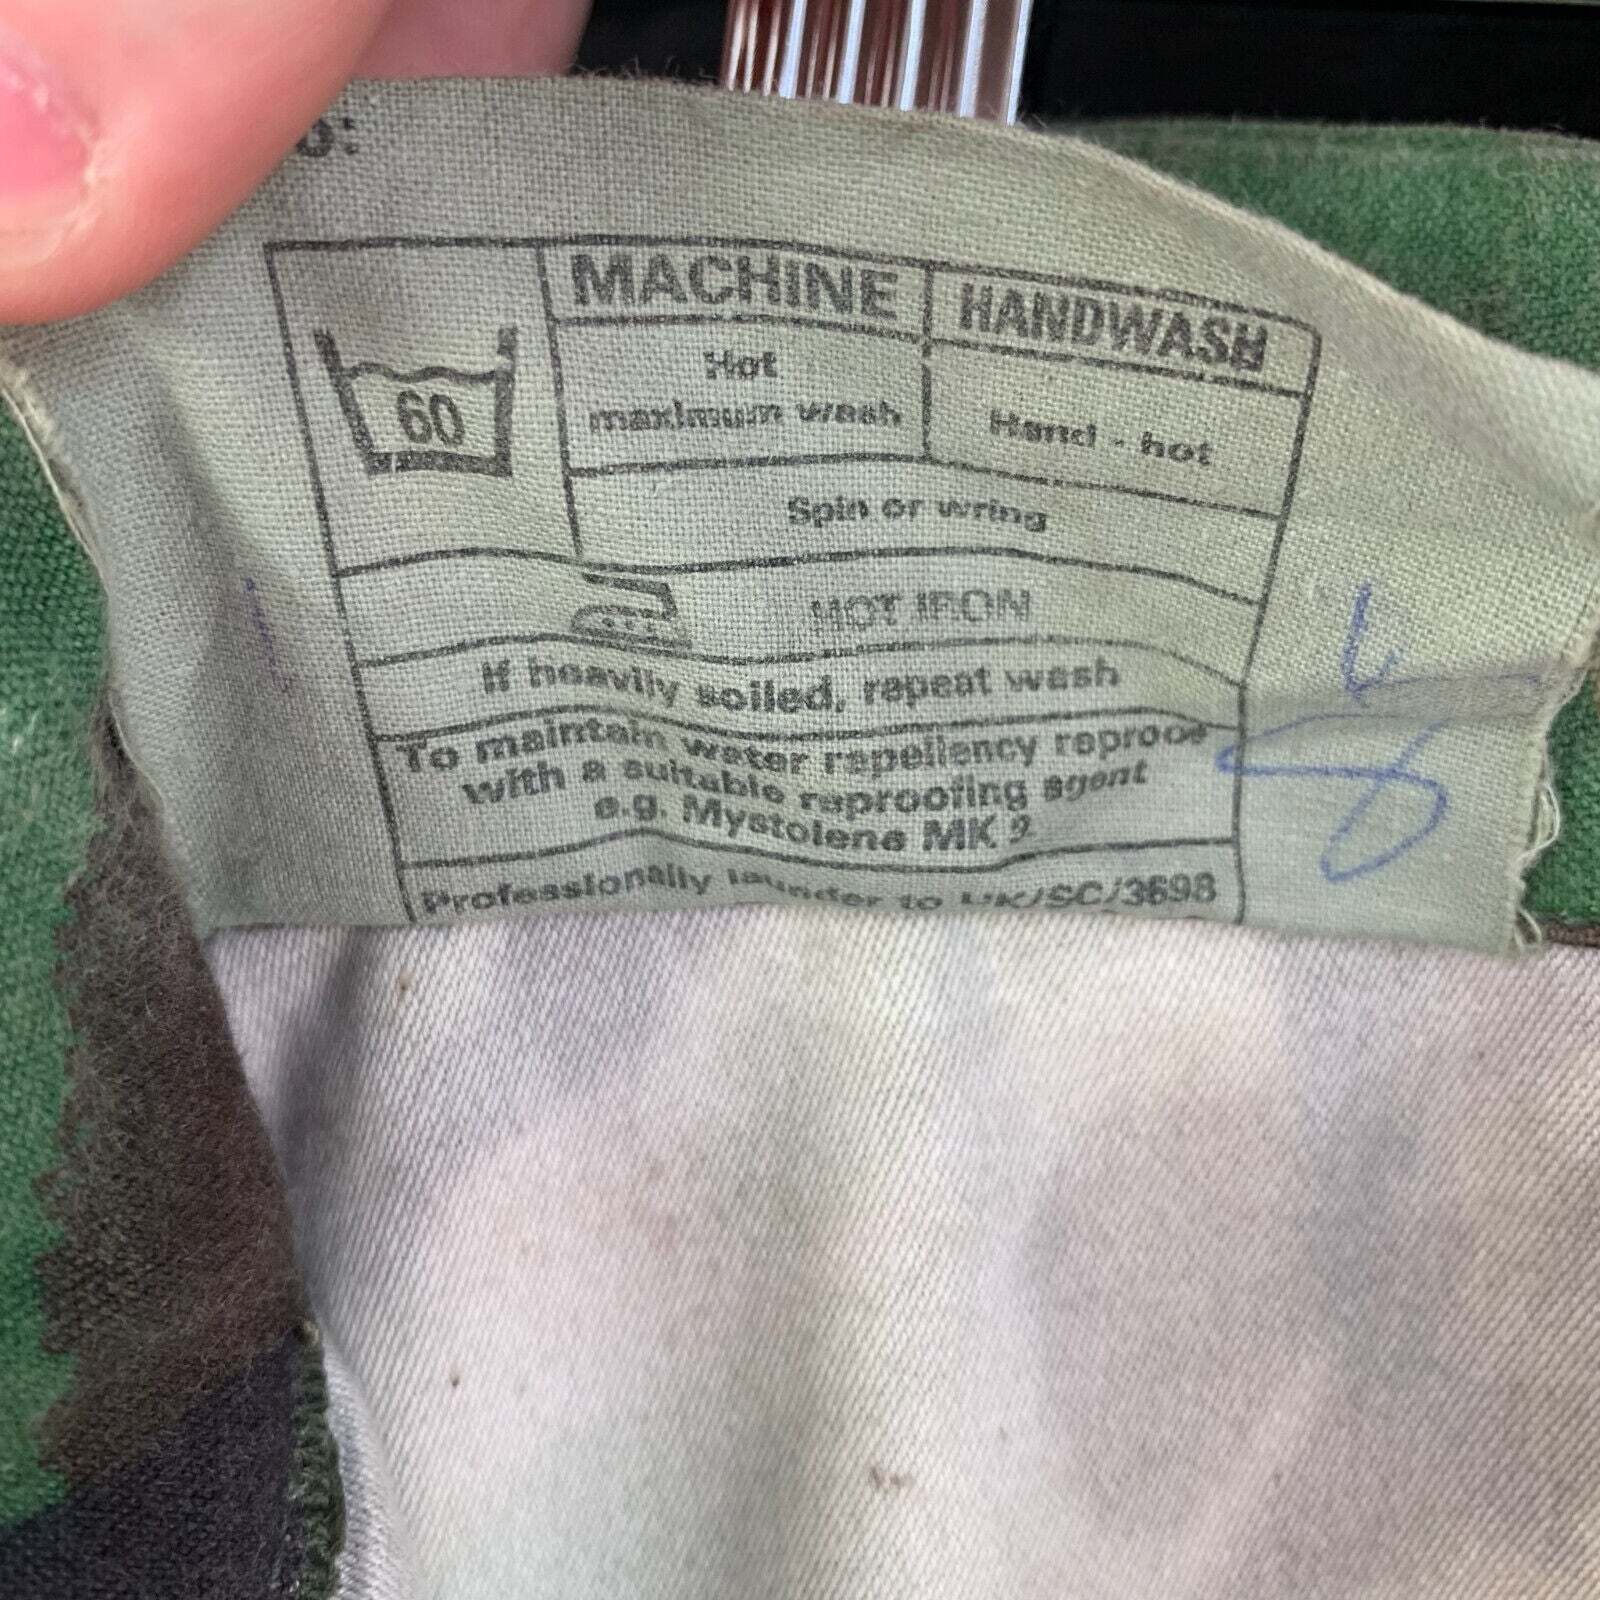 o:
MACHINE HANDWASH
60
Hot
maximum wash
Hand - hot
Spin or wring
HOT IRON
If heavily soiled, repeat wash
To maintain water repellency reproof
with a suitable reproofing agent
e.g. Mystolene MK 9
Professionally launder to UK/SC/3698